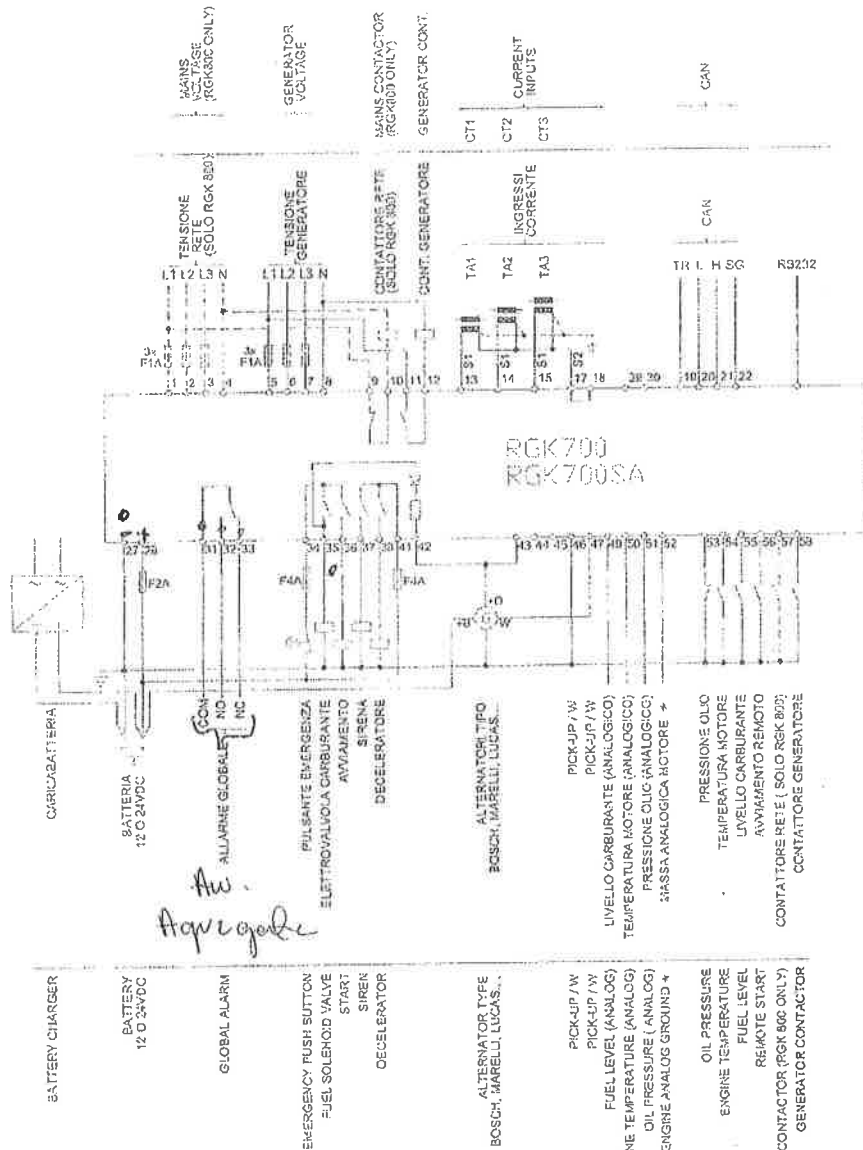 BATTERY CHARGER
BATTERY
12 O 24VDC
GLOBAL ALARM
EMERGENCY PUSH BUTTON
FUEL SOLENOID VALVE
START
SIREN
DECELERATOR
ALTERNATOR TYPE
BOSCH, MARELLI, LUCAS...
PICK-UP / W
PICK-UP / W
FUEL LEVEL (ANALOG)
NE TEMPERATURE (ANALOG)
OIL PRESSURE (ANALOG)
ENGINE ANALOG GROUND *
OIL PRESSURE
ENGINE TEMPERATURE
FUEL LEVEL
REMOTE START
CONTACTOR (RGK 800 ONLY)
GENERATOR CONTACTOR
CARICABATTERIA
BATTERIA
12 O 24VDC
ALLARME GLOBALE
COM
NO
NC
PULSANTE EMERGENZA
ELETTROVALVOLA CARBURANTE
AVVIAMENTO
SIRENA
DECELERATORE
ALTERNATORI TIPO
BOSCH, MARELLI, LUCAS...
PICK-UP / W
PICK-UP / W
LIVELLO CARBURANTE (ANALOGICO)
TEMPERATURA MOTORE (ANALOGICO)
PRESSIONE OLIO (ANALOGICO)
MASSA ANALOGICA MOTORE *
PRESSIONE OLIO
TEMPERATURA MOTORE
LIVELLO CARBURANTE
AVVIAMENTO REMOTO
CONTATTORE RETE ( SOLO RGK 800)
CONTATTORE GENERATORE
F2A
F4A
F4A
+B
+D
W
27 28 31 32 33 34 35 36 37 38 41 42 43 44 45 46 47 49 50 51 52 53 54 55 56 57 58
RGK700
RGK700SA
1 2 3 4 5 6 7 8 9 10 11 12 13 14 15 17 18 29 30 19 20 21 22
3x
F1A
3x
F1A
S1
S1
S1
S2
L1 L2 L3 N
L1 L2 L3 N
TA1
TA2
TA3
TR L H SG
RS232
TENSIONE
RETE
(SOLO RGK 800)
TENSIONE
GENERATORE
CONTATTORE RETE
(SOLO RGK 800)
CONT. GENERATORE
INGRESSI
CORRENTE
CAN
MAINS
VOLTAGE
(RGK800 ONLY)
GENERATOR
VOLTAGE
MAINS CONTACTOR
(RGK800 ONLY)
GENERATOR CONT.
CT1
CT2
CT3
CURRENT
INPUTS
CAN